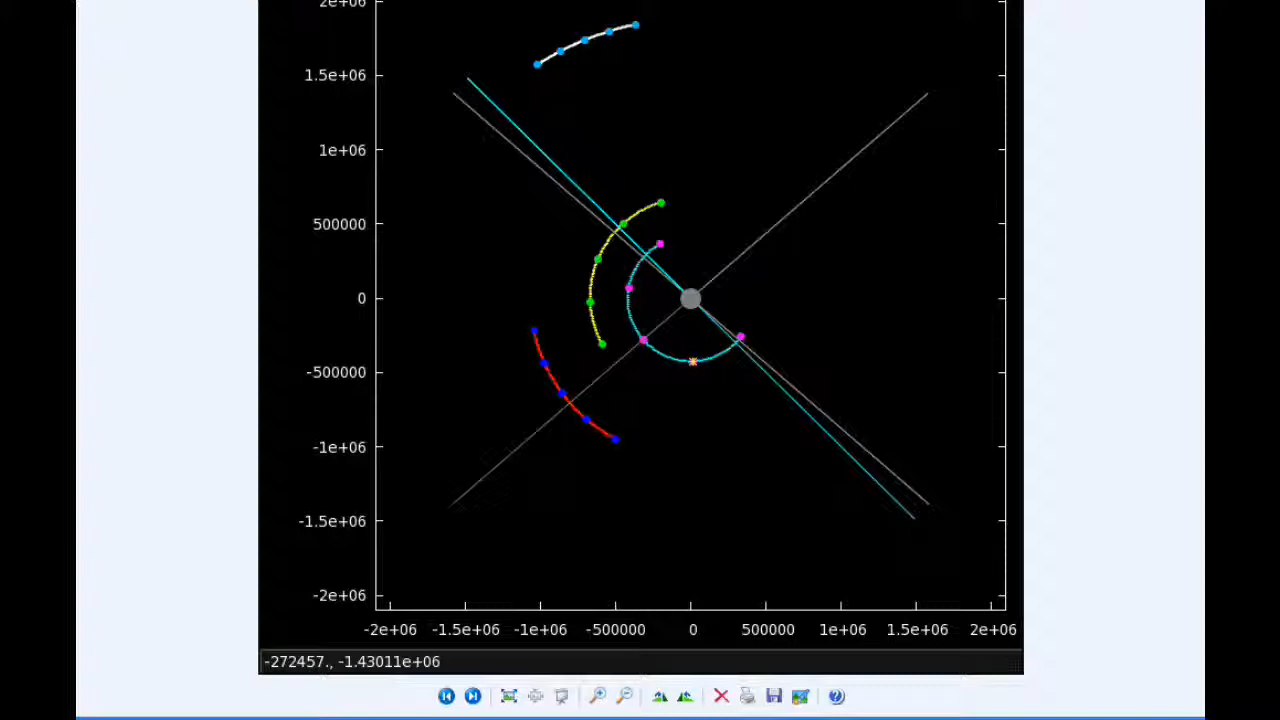 2e+06
1.5e+06
1e+06
500000
0
-500000
-1e+06
-1.5e+06
-2e+06
-2e+06 -1.5e+06 -1e+06 -500000 0 500000 1e+06 1.5e+06 2e+06
-272457., -1.43011e+06